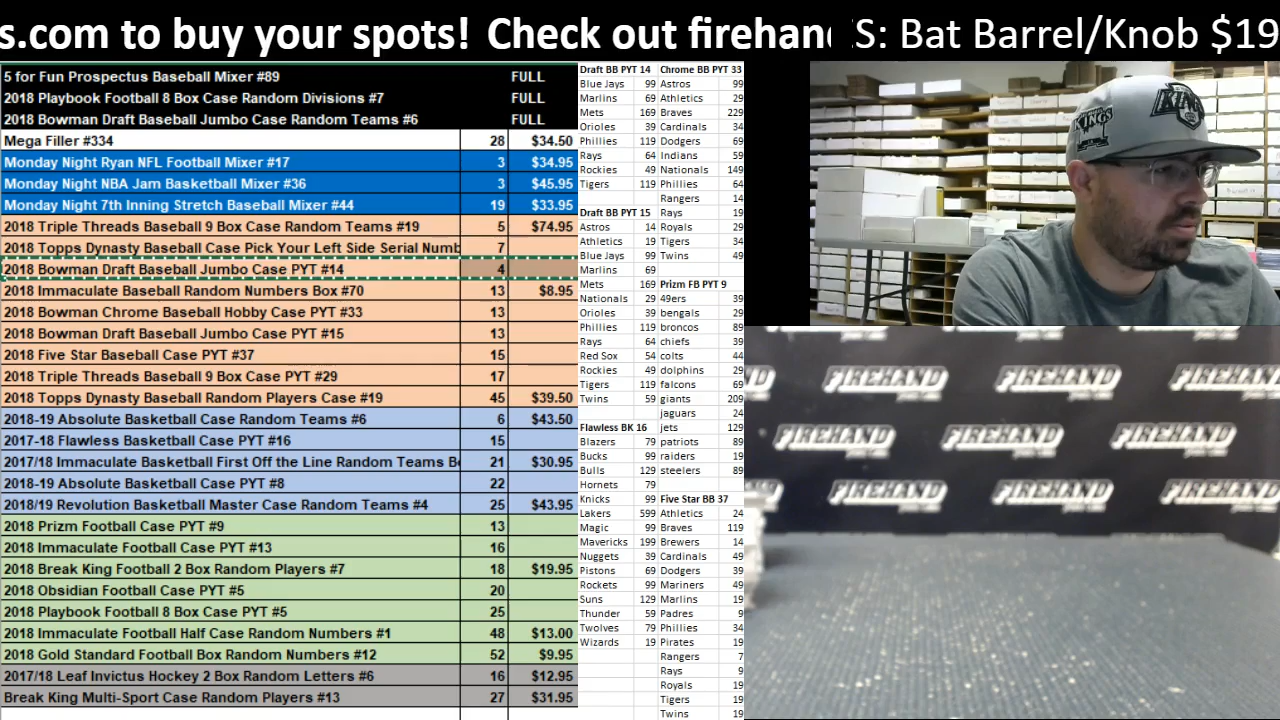 s.com to buy your spots! Check out firehan
S: Bat Barrel/Knob $19
5 for Fun Prospectus Baseball Mixer #89 FULL
2018 Playbook Football 8 Box Case Random Divisions #7 FULL
2018 Bowman Draft Baseball Jumbo Case Random Teams #6 FULL
Mega Filler #334 28 $34.50
Monday Night Ryan NFL Football Mixer #17 3 $34.95
Monday Night NBA Jam Basketball Mixer #36 3 $45.95
Monday Night 7th Inning Stretch Baseball Mixer #44 19 $33.95
2018 Triple Threads Baseball 9 Box Case Random Teams #19 5 $74.95
2018 Topps Dynasty Baseball Case Pick Your Left Side Serial Numb 7
2018 Bowman Draft Baseball Jumbo Case PYT #14 4
2018 Immaculate Baseball Random Numbers Box #70 13 $8.95
2018 Bowman Chrome Baseball Hobby Case PYT #33 13
2018 Bowman Draft Baseball Jumbo Case PYT #15 13
2018 Five Star Baseball Case PYT #37 15
2018 Triple Threads Baseball 9 Box Case PYT #29 17
2018 Topps Dynasty Baseball Random Players Case #19 45 $39.50
2018-19 Absolute Basketball Case Random Teams #6 6 $43.50
2017-18 Flawless Basketball Case PYT #16 15
2017/18 Immaculate Basketball First Off the Line Random Teams B 21 $30.95
2018-19 Absolute Basketball Case PYT #8 22
2018/19 Revolution Basketball Master Case Random Teams #4 25 $43.95
2018 Prizm Football Case PYT #9 13
2018 Immaculate Football Case PYT #13 16
2018 Break King Football 2 Box Random Players #7 18 $19.95
2018 Obsidian Football Case PYT #5 20
2018 Playbook Football 8 Box Case PYT #5 25
2018 Immaculate Football Half Case Random Numbers #1 48 $13.00
2018 Gold Standard Football Box Random Numbers #12 52 $9.95
2017/18 Leaf Invictus Hockey 2 Box Random Letters #6 16 $12.95
Break King Multi-Sport Case Random Players #13 27 $31.95
Draft BB PYT 14
Blue Jays 99
Marlins 69
Mets 169
Orioles 39
Phillies 119
Rays 64
Rockies 49
Tigers 119
Draft BB PYT 15
Astros 14
Athletics 19
Blue Jays 99
Marlins 69
Mets 169
Nationals 29
Orioles 29
Phillies 119
Rays 64
Red Sox 54
Rockies 49
Tigers 119
Twins 59
Flawless BK 16
Blazers 79
Bucks 99
Bulls 129
Hornets 79
Knicks 99
Lakers 599
Magic 99
Mavericks 199
Nuggets 39
Pistons 69
Rockets 99
Suns 129
Thunder 59
Twolves 79
Wizards 19
Chrome BB PYT 33
Astros 99
Athletics 29
Braves 229
Cardinals 34
Dodgers 69
Indians 59
Nationals 149
Phillies 64
Rangers 14
Rays 19
Royals 29
Tigers 34
Twins 49
Prizm FB PYT 9
49ers 39
bengals 29
broncos 89
chiefs 39
colts 44
dolphins 29
falcons 69
giants 209
jaguars 24
jets 129
patriots 89
raiders 19
steelers 89
Five Star BB 37
Athletics 24
Braves 119
Brewers 14
Cardinals 49
Dodgers 39
Mariners 49
Marlins 19
Padres 9
Phillies 34
Pirates 19
Rangers 7
Rays 9
Royals 19
Tigers 19
Twins 19
KINGS
KINGS
FIREHAND
FIREHAND
FIREHAND
FIREHAND
FIREHAND
FIREHAND
FIREHAND
FIREHAND